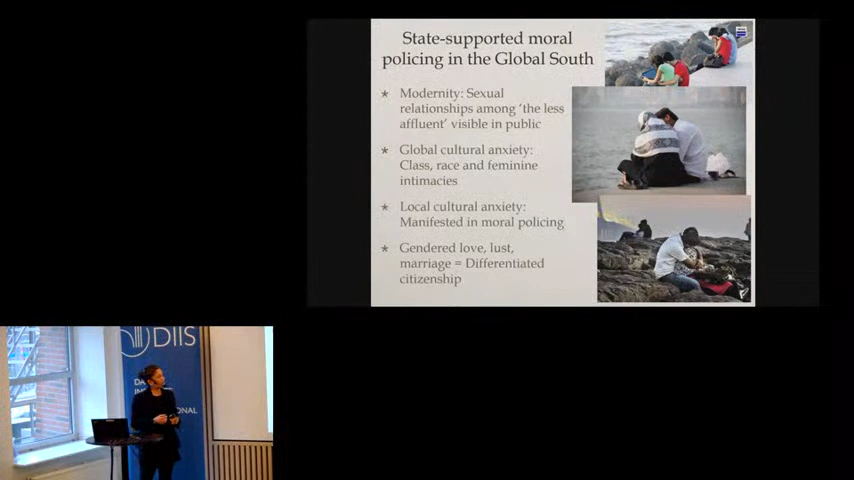 State-supported moral
policing in the Global South
* Modernity: Sexual
relationships among ‘the less
affluent’ visible in public
* Global cultural anxiety:
Class, race and feminine
intimacies
* Local cultural anxiety:
Manifested in moral policing
* Gendered love, lust,
marriage = Differentiated
citizenship
DIIS